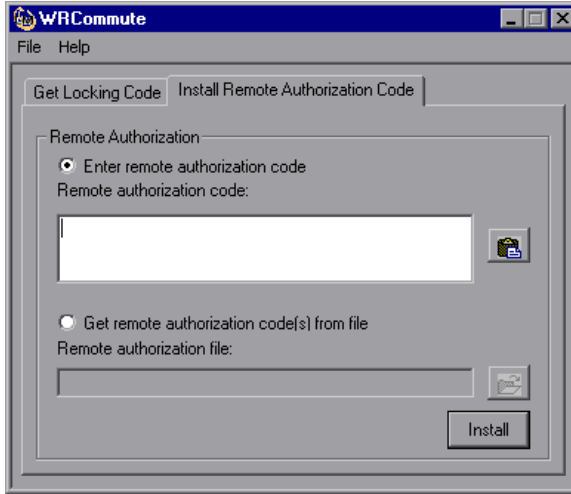 WRCommute
File Help
Get Locking Code Install Remote Authorization Code
Remote Authorization
Enter remote authorization code
Remote authorization code:
Get remote authorization code(s) from file
Remote authorization file:
Install